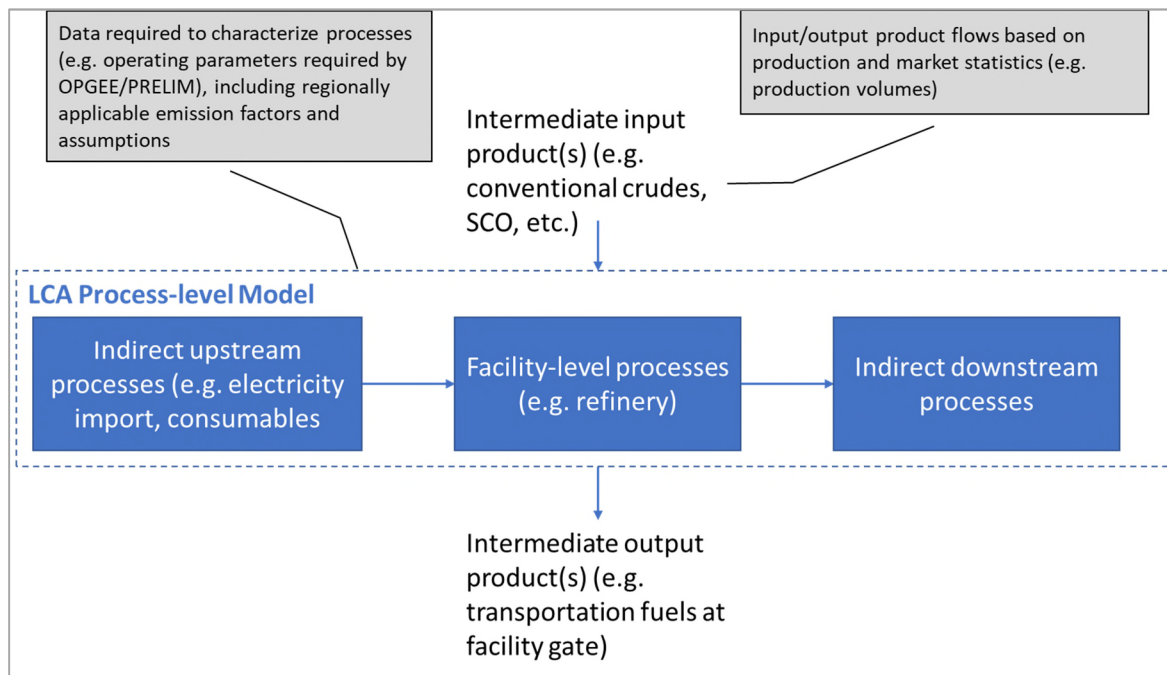 Data required to characterize processes
(e.g. operating parameters required by
OPGEE/PRELIM), including regionally
applicable emission factors and
assumptions
Input/output product flows based on
production and market statistics (e.g.
production volumes)
Intermediate input
product(s) (e.g.
conventional crudes,
SCO, etc.)
LCA Process-level Model
Indirect upstream
processes (e.g. electricity
import, consumables
Facility-level processes
(e.g. refinery)
Indirect downstream
processes
Intermediate output
product(s) (e.g.
transportation fuels at
facility gate)